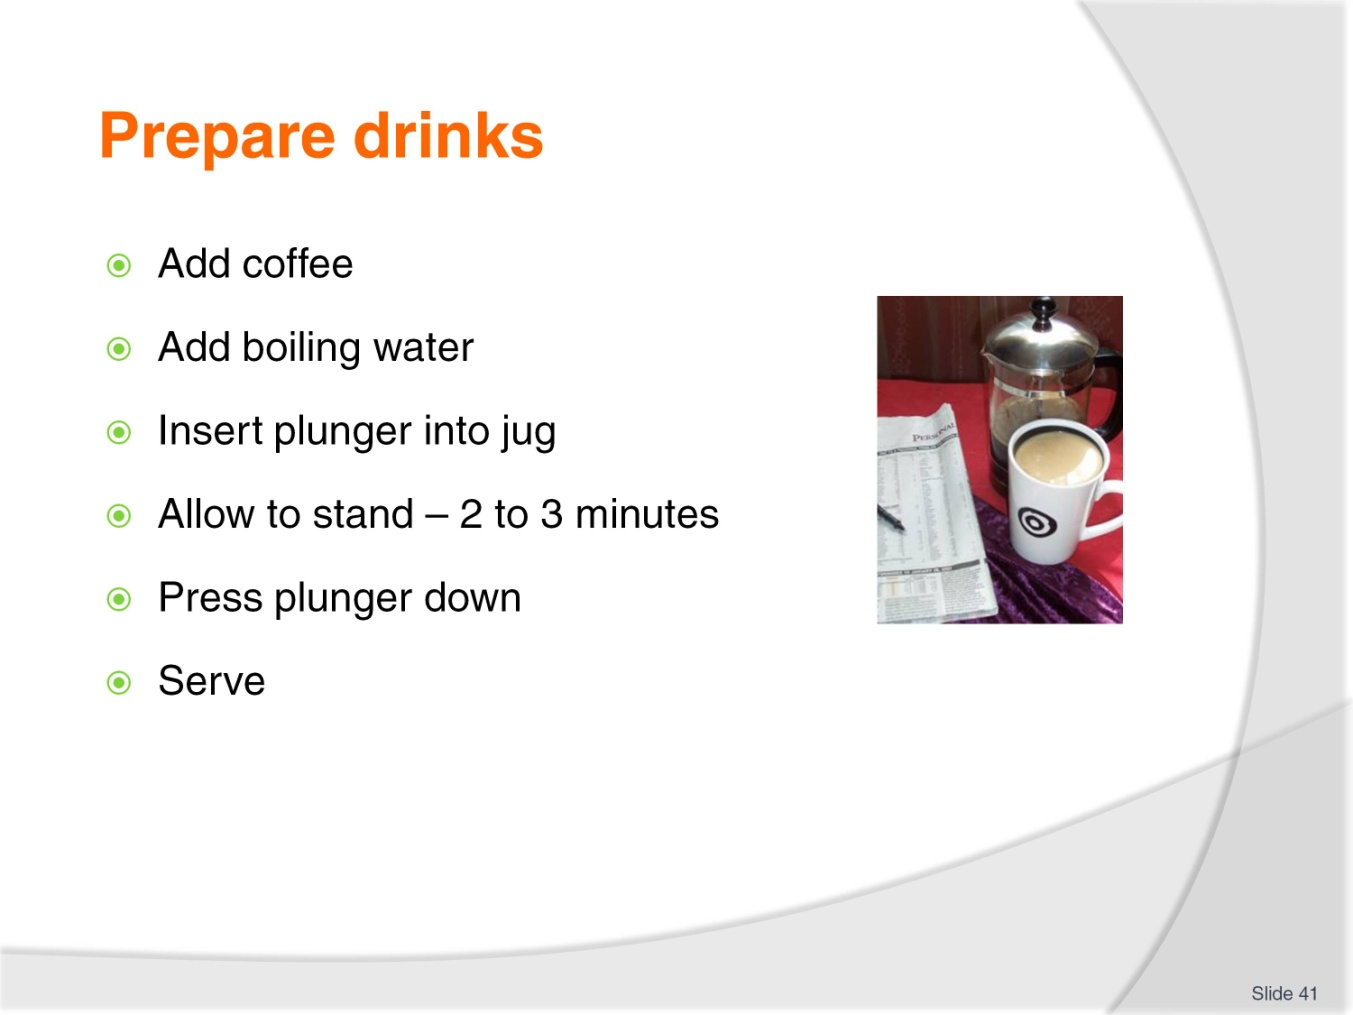 Prepare drinks
Add coffee
Add boiling water
Insert plunger into jug
Allow to stand – 2 to 3 minutes
Press plunger down
Serve
Slide 41